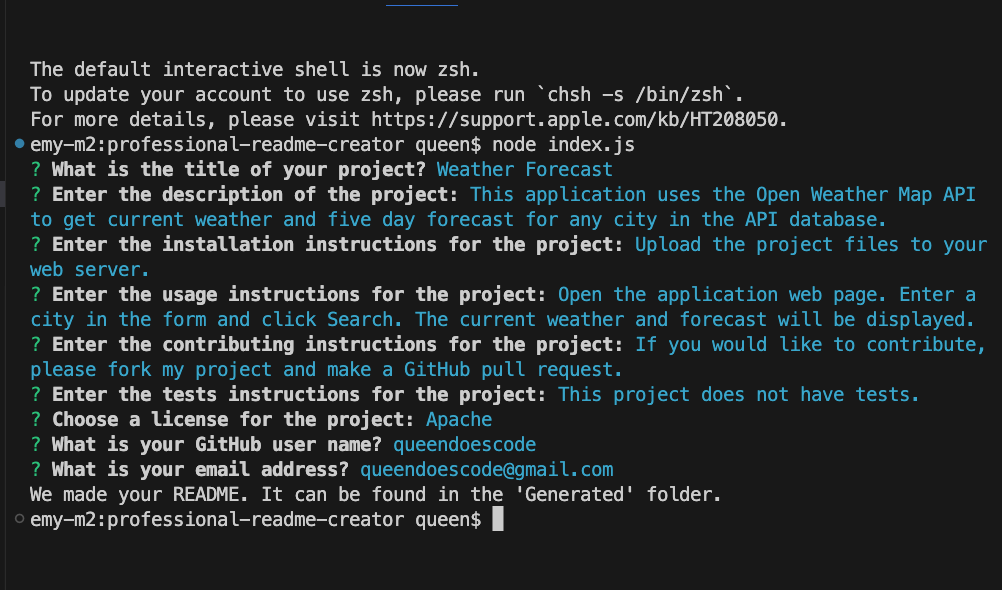 The default interactive shell is now zsh.
To update your account to use zsh, please run `chsh -s /bin/zsh`.
For more details, please visit https://support.apple.com/kb/HT208050.
emy-m2:professional-readme-creator queen$ node index.js
? What is the title of your project? Weather Forecast
? Enter the description of the project: This application uses the Open Weather Map API
to get current weather and five day forecast for any city in the API database.
? Enter the installation instructions for the project: Upload the project files to your
web server.
? Enter the usage instructions for the project: Open the application web page. Enter a
city in the form and click Search. The current weather and forecast will be displayed.
? Enter the contributing instructions for the project: If you would like to contribute,
please fork my project and make a GitHub pull request.
? Enter the tests instructions for the project: This project does not have tests.
? Choose a license for the project: Apache
? What is your GitHub user name? queendoescode
? What is your email address? queendoescode@gmail.com
We made your README. It can be found in the 'Generated' folder.
emy-m2:professional-readme-creator queen$